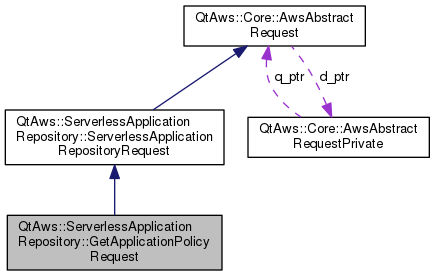 QtAws::Core::AwsAbstract
Request
q_ptr
d_ptr
QtAws::ServerlessApplication
Repository::ServerlessApplication
RepositoryRequest
QtAws::Core::AwsAbstract
RequestPrivate
QtAws::ServerlessApplication
Repository::GetApplicationPolicy
Request